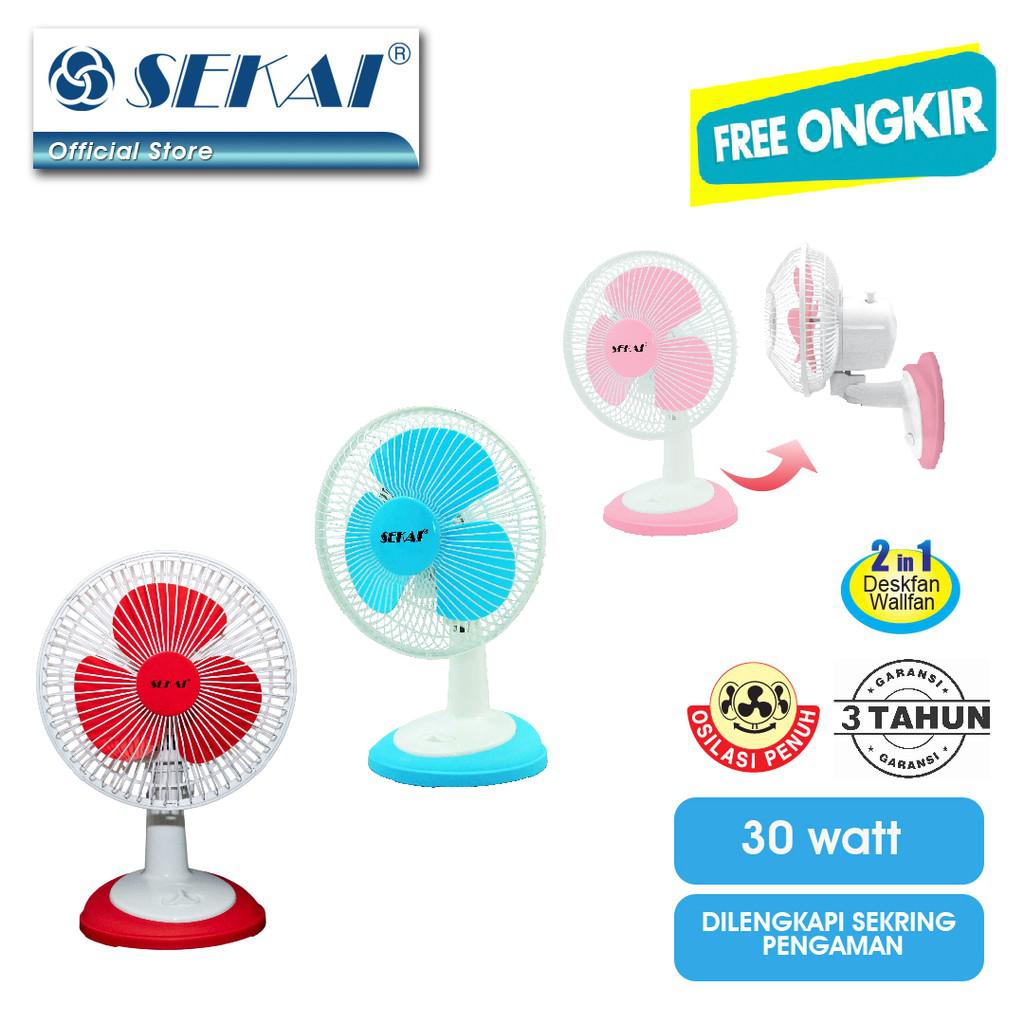 SEKAI®
Official Store
FREE ONGKIR
SEKAI
SEKAI®
SEKAI
2 in 1
Deskfan
Wallfan
OSILASI PENUH
GARANSI
3 TAHUN
GARANSI
30 watt
DILENGKAPI SEKRING
PENGAMAN